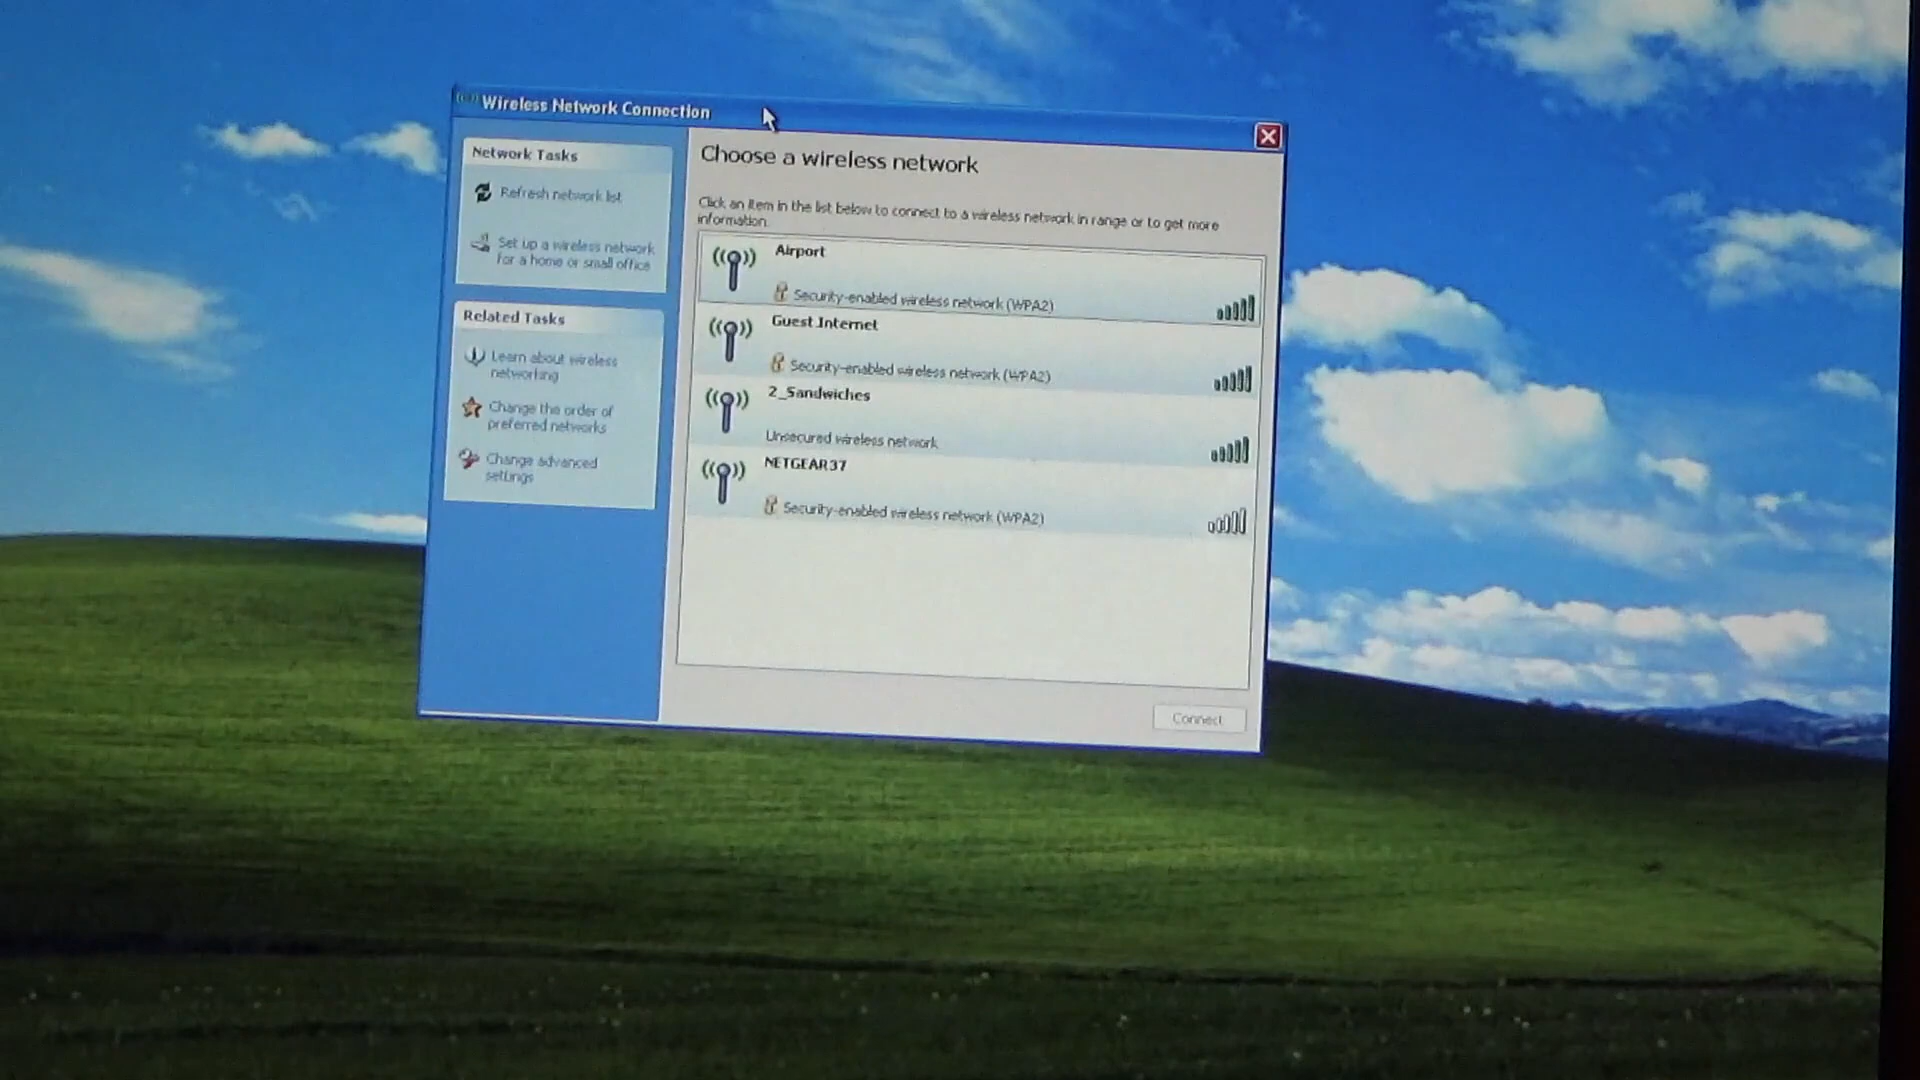 Wireless Network Connection
Network Tasks
Refresh network list
Set up a wireless network
for a home or small office
Related Tasks
Learn about wireless
networking
Change the order of
preferred networks
Change advanced
settings
Choose a wireless network
Click an item in the list below to connect to a wireless network in range or to get more
information.
Airport
Security-enabled wireless network (WPA2)
Guest Internet
Security-enabled wireless network (WPA2)
2_Sandwiches
Unsecured wireless network
NETGEAR37
Security-enabled wireless network (WPA2)
Connect